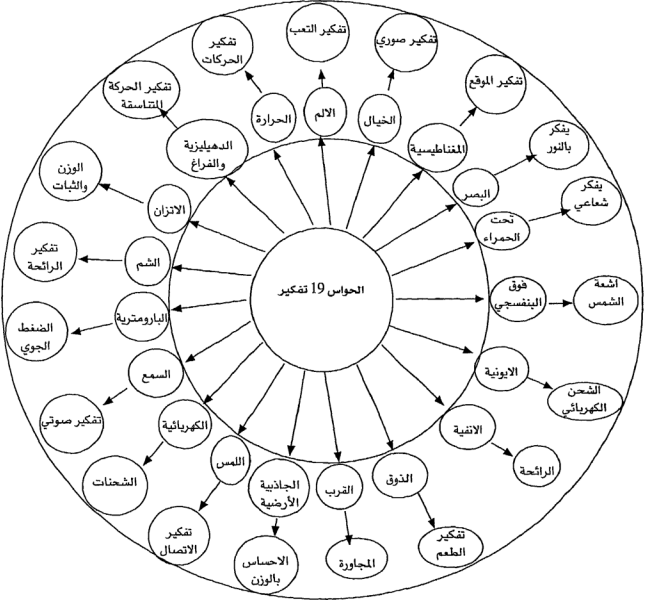 الحواس 19 تفكير
تفكير التعب
الالم
تفكير صوري
الخيال
تفكير الموقع
المغناطيسية
يفكر
بالنور
البصر
يفكر
شعاعي
تحت
الحمراء
اشعة
الشمس
فوق
البنفسجي
الشحن
الكهربائي
الايونية
الرائحة
الانفية
تفكير
الطعم
الذوق
المجاورة
القرب
الاحساس
بالوزن
الجاذبية
الأرضية
تفكير
الاتصال
اللمس
الشحنات
الكهربائية
تفكير صوتي
السمع
الضغط
الجوي
البارومترية
تفكير
الرائحة
الشم
الوزن
والثبات
الاتزان
تفكير الحركة
المتناسقة
الدهليزية
والفراغ
تفكير
الحركات
الحرارة